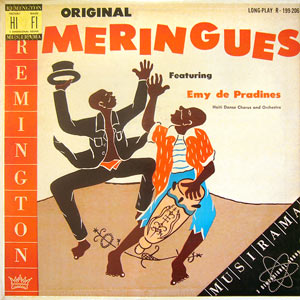 REMINGTON
HI FI
MUSIRAMA
REMINGTON
ORIGINAL
LONG-PLAY R-199-206
MERINGUES
Featuring
Emy de Pradines
Haiti Danse Chorus and Orchestra
MUSIRAMA